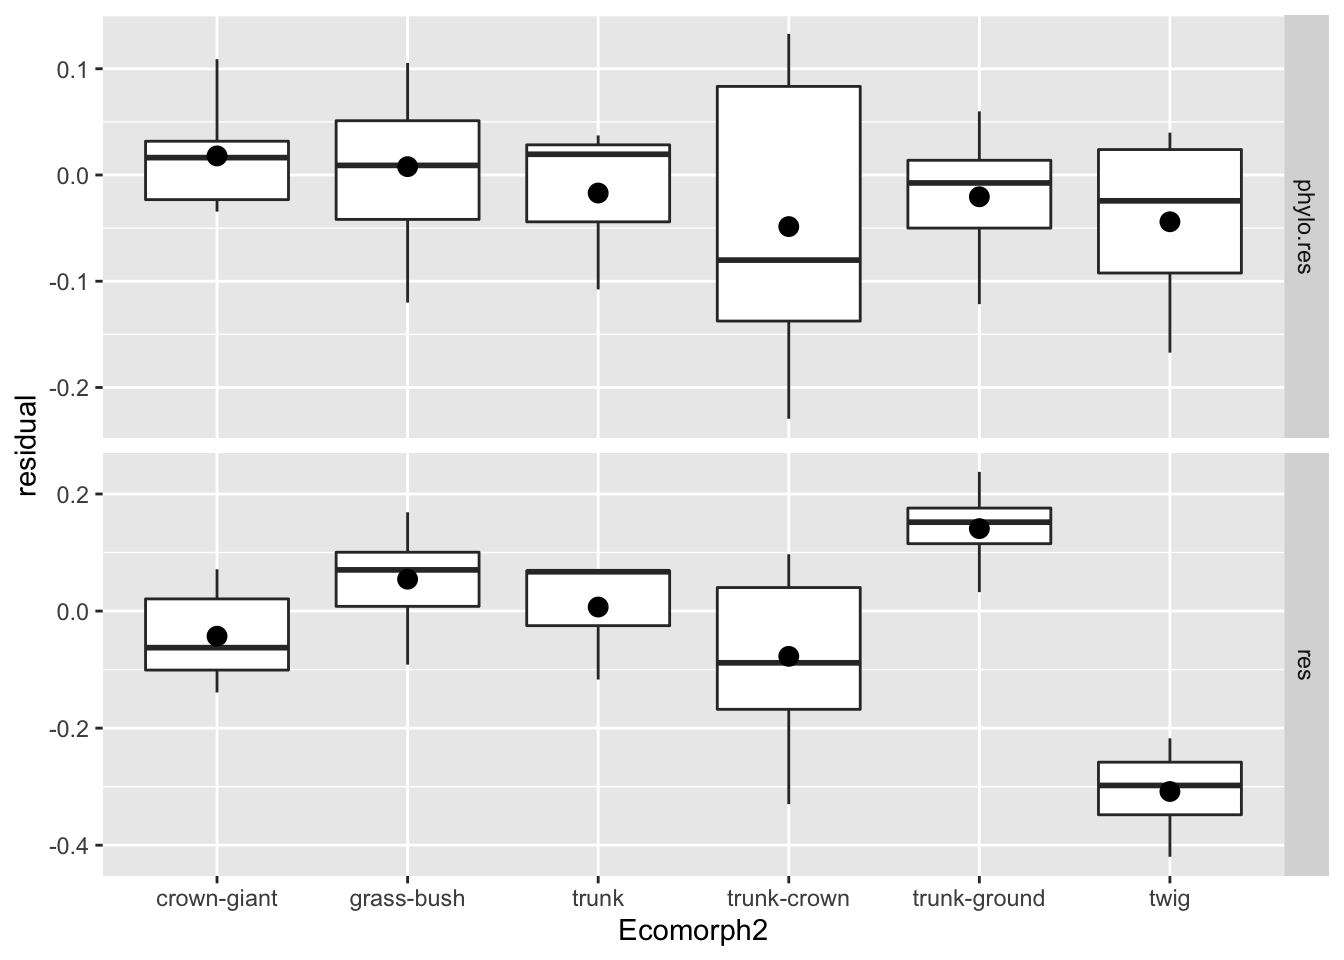 0.1
0.0
-0.1
-0.2
phylo.res
residual
0.2
0.0
-0.2
-0.4
res
crown-giant grass-bush trunk trunk-crown trunk-ground twig
Ecomorph2